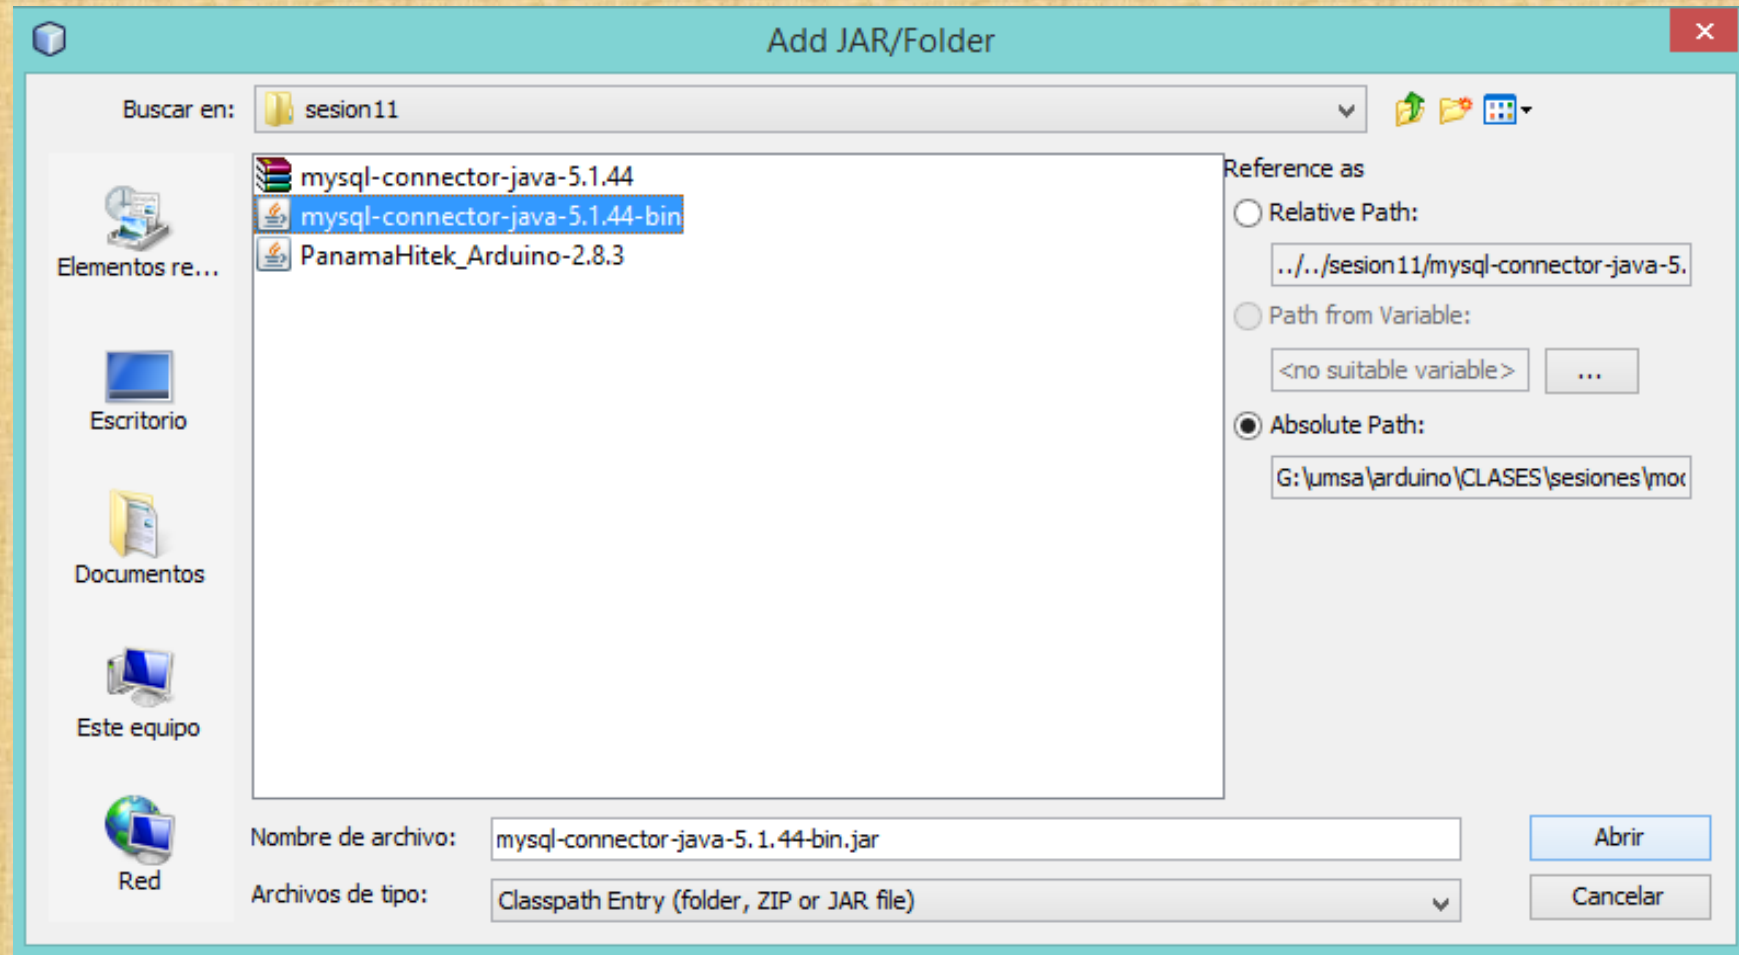 Add JAR/Folder
Buscar en:
sesion11
mysql-connector-java-5.1.44
mysql-connector-java-5.1.44-bin
PanamaHitek_Arduino-2.8.3
Elementos re...
Escritorio
Documentos
Este equipo
Red
Reference as
Relative Path:
../../sesion11/mysql-connector-java-5.
Path from Variable:
<no suitable variable>
...
Absolute Path:
G:\umsa\arduino\CLASES\sesiones\mod
Nombre de archivo:
mysql-connector-java-5.1.44-bin.jar
Abrir
Archivos de tipo:
Classpath Entry (folder, ZIP or JAR file)
Cancelar